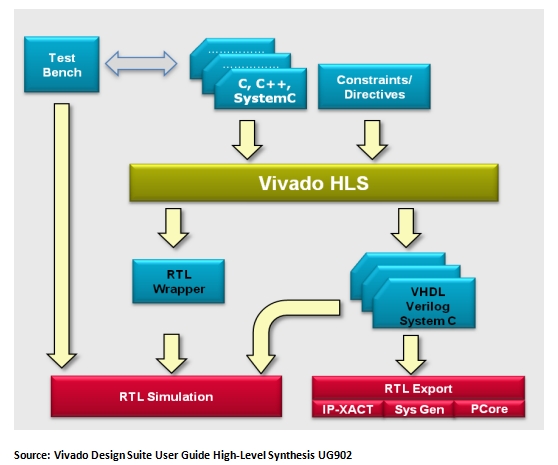 Test
Bench
...............
...............
C, C++,
SystemC
Constraints/
Directives
Vivado HLS
RTL
Wrapper
VHDL
Verilog
System C
RTL Simulation
RTL Export
IP-XACT Sys Gen PCore
Source: Vivado Design Suite User Guide High-Level Synthesis UG902